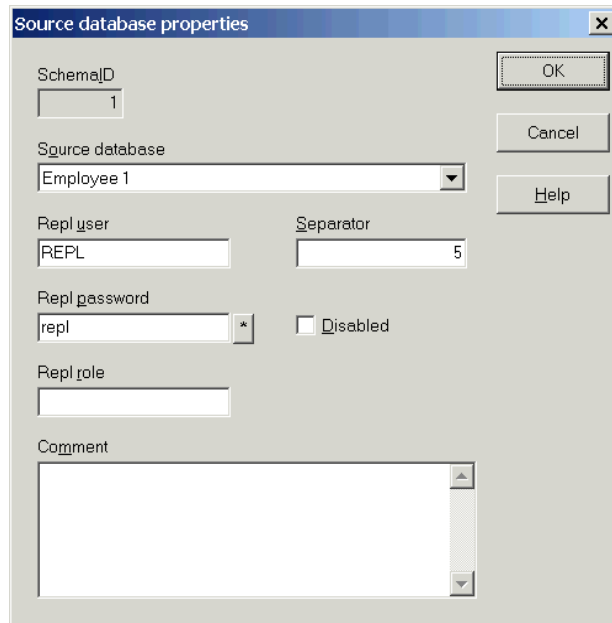 Source database properties
SchemaID
1
OK
Source database
Employee 1
Cancel
Help
Repl user
Separator
REPL
5
Repl password
repl
*
Disabled
Repl role
Comment